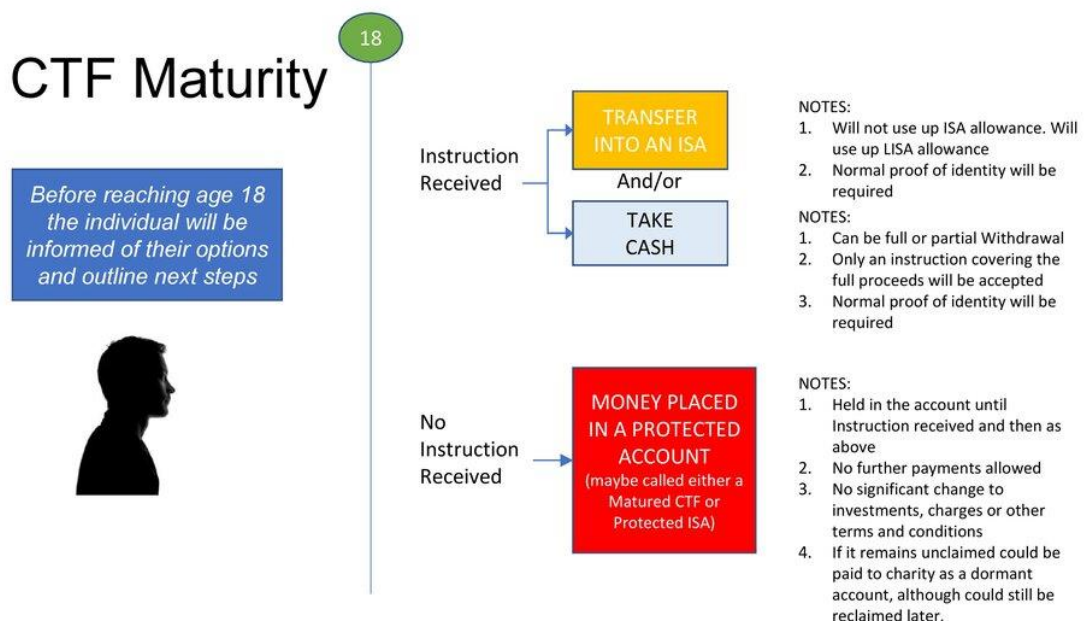 18
CTF Maturity
Before reaching age 18
the individual will be
informed of their options
and outline next steps
Instruction
Received
TRANSFER
INTO AN ISA
And/or
TAKE
CASH
NOTES:
1. Will not use up ISA allowance. Will
use up LISA allowance
2. Normal proof of identity will be
required
NOTES:
1. Can be full or partial Withdrawal
2. Only an instruction covering the
full proceeds will be accepted
3. Normal proof of identity will be
required
No
Instruction
Received
MONEY PLACED
IN A PROTECTED
ACCOUNT
(maybe called either a
Matured CTF or
Protected ISA)
NOTES:
1. Held in the account until
Instruction received and then as
above
2. No further payments allowed
3. No significant change to
investments, charges or other
terms and conditions
4. If it remains unclaimed could be
paid to charity as a dormant
account, although could still be
reclaimed later.